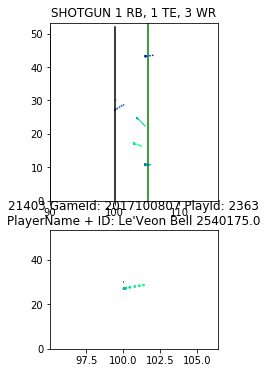 SHOTGUN 1 RB, 1 TE, 3 WR
50
40
30
20
10
0
90 100 110
GameId: 2017100807 PlayId: 2363
PlayerName + ID: Le'Veon Bell 2540175.0
40
20
0
97.5 100.0 102.5 105.0